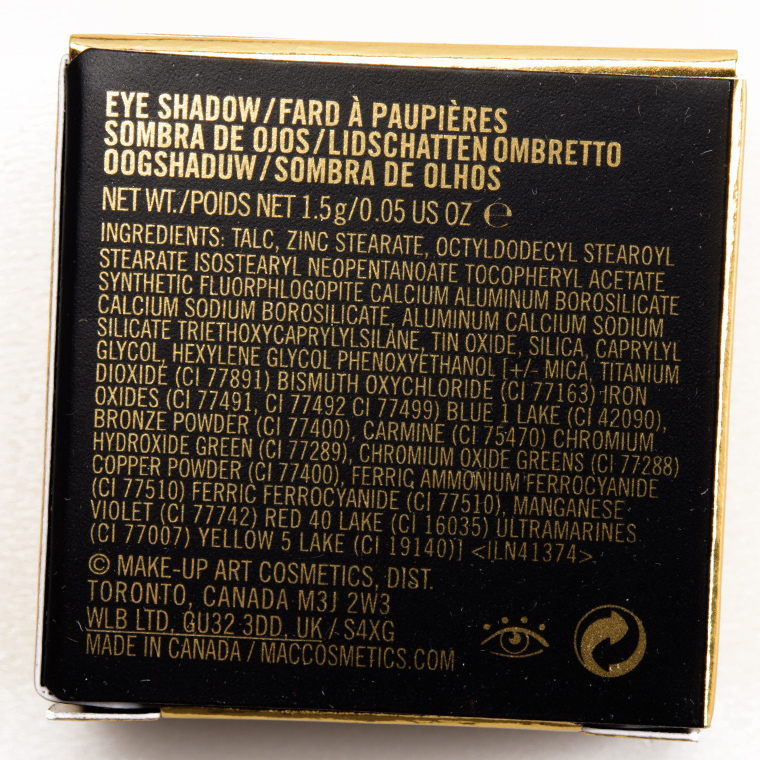 EYE SHADOW/FARD À PAUPIÈRES
SOMBRA DE OJOS/LIDSCHATTEN OMBRETTO
OOGSHADUW/SOMBRA DE OLHOS
NET WT./POIDS NET 1.5g/0.05 US OZ ℮
INGREDIENTS: TALC, ZINC STEARATE, OCTYLDODECYL STEAROYL
STEARATE ISOSTEARYL NEOPENTANOATE TOCOPHERYL ACETATE
SYNTHETIC FLUORPHLOGOPITE CALCIUM ALUMINUM BOROSILICATE
CALCIUM SODIUM BOROSILICATE, ALUMINUM CALCIUM SODIUM
SILICATE TRIETHOXYCAPRYLYLSILANE, TIN OXIDE, SILICA, CAPRYLYL
GLYCOL, HEXYLENE GLYCOL PHENOXYETHANOL [+/- MICA, TITANIUM
DIOXIDE (CI 77891) BISMUTH OXYCHLORIDE (CI 77163) IRON
OXIDES (CI 77491, CI 77492 CI 77499) BLUE 1 LAKE (CI 42090),
BRONZE POWDER (CI 77400), CARMINE (CI 75470) CHROMIUM
HYDROXIDE GREEN (CI 77289), CHROMIUM OXIDE GREENS (CI 77288)
COPPER POWDER (CI 77400), FERRIC AMMONIUM FERROCYANIDE
(CI 77510) FERRIC FERROCYANIDE (CI 77510), MANGANESE
VIOLET (CI 77742) RED 40 LAKE (CI 16035) ULTRAMARINES
(CI 77007) YELLOW 5 LAKE (CI 19140)] <ILN41374>
© MAKE-UP ART COSMETICS, DIST.
TORONTO, CANADA M3J 2W3
WLB LTD, GU32 3DD, UK / S4XG
MADE IN CANADA / MACCOSMETICS.COM